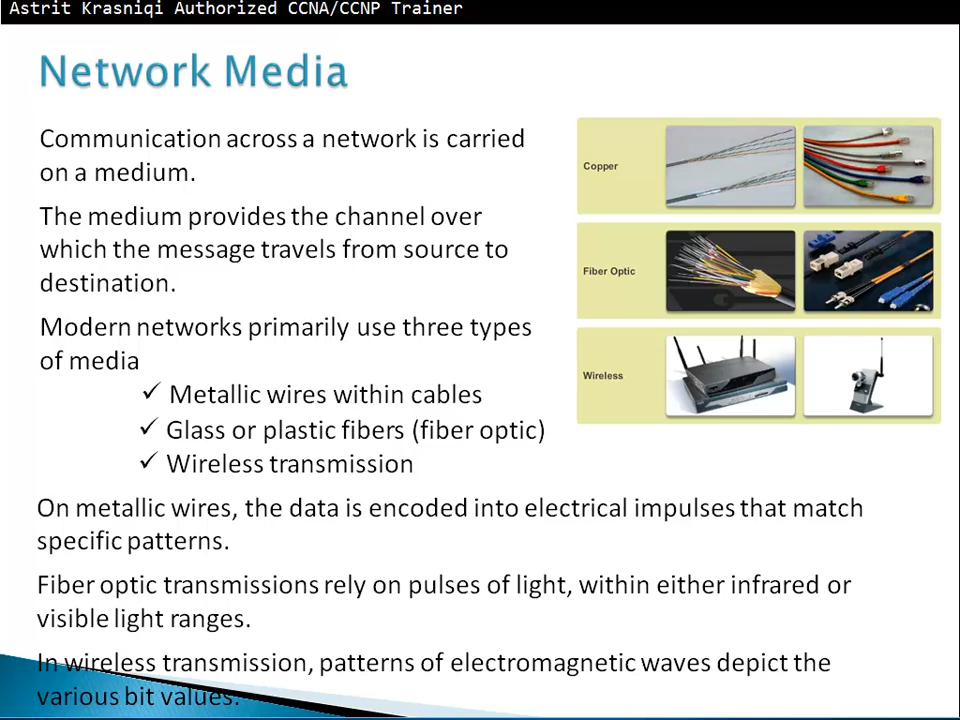 Astrit Krasniqi Authorized CCNA/CCNP Trainer
Network Media
Communication across a network is carried
on a medium.
The medium provides the channel over
which the message travels from source to
destination.
Modern networks primarily use three types
of media
✓ Metallic wires within cables
✓ Glass or plastic fibers (fiber optic)
✓ Wireless transmission
Copper
Fiber Optic
Wireless
On metallic wires, the data is encoded into electrical impulses that match
specific patterns.
Fiber optic transmissions rely on pulses of light, within either infrared or
visible light ranges.
In wireless transmission, patterns of electromagnetic waves depict the
various bit values.